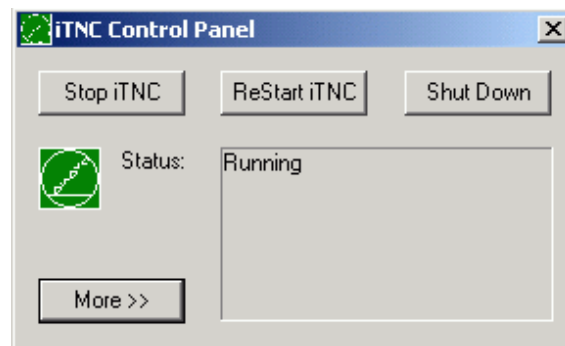 iTNC Control Panel
Stop iTNC
ReStart iTNC
Shut Down
Status:
Running
More >>